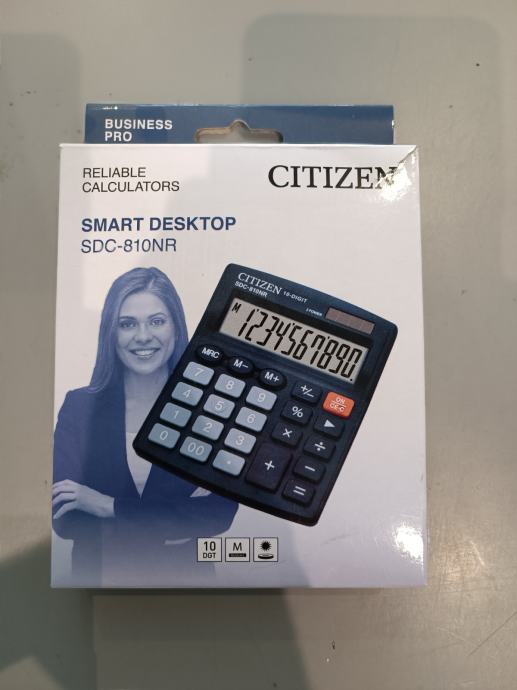 BUSINESS
PRO
RELIABLE
CALCULATORS
CITIZEN
SMART DESKTOP
SDC-810NR
CITIZEN 10-DIGIT
SDC-810NR
M
1234567890.
MRC M− M+
7 8 9 +/− ON
CE·C
4 5 6 % ▶
1 2 3 × ÷
0 00 · + −
=
10
DGT
M